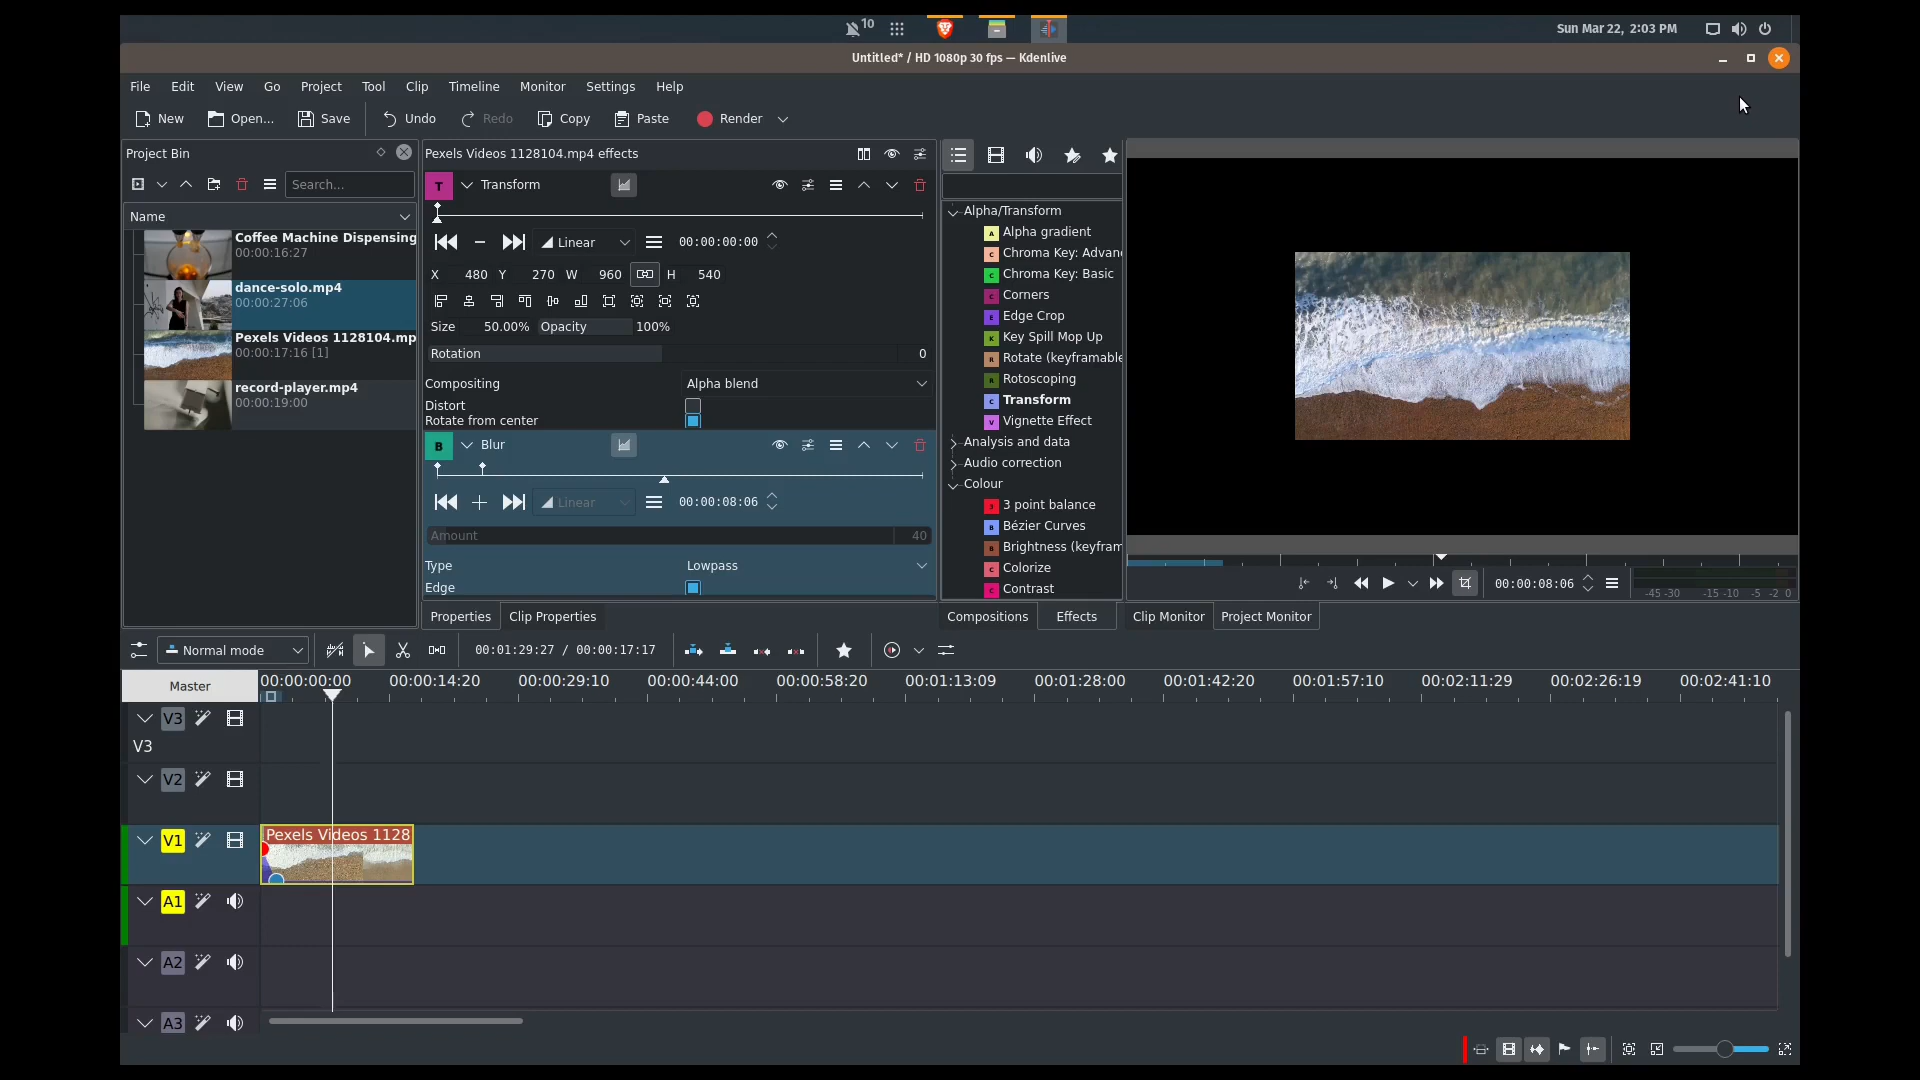 10
Sun Mar 22, 2:03 PM
Untitled* / HD 1080p 30 fps — Kdenlive
File Edit View Go Project Tool Clip Timeline Monitor Settings Help
New Open... Save Undo Redo Copy Paste Render
Project Bin
Search...
Name
Coffee Machine Dispensing
00:00:16:27
dance-solo.mp4
00:00:27:06
Pexels Videos 1128104.mp
00:00:17:16 [1]
record-player.mp4
00:00:19:00
Pexels Videos 1128104.mp4 effects
T Transform
Linear 00:00:00:00
X 480 Y 270 W 960 H 540
Size 50.00% Opacity 100%
Rotation 0
Compositing Alpha blend
Distort
Rotate from center
B Blur
Linear 00:00:08:06
Amount 40
Type Lowpass
Edge
Properties Clip Properties
Alpha/Transform
A Alpha gradient
C Chroma Key: Advan
C Chroma Key: Basic
C Corners
E Edge Crop
K Key Spill Mop Up
R Rotate (keyframable
R Rotoscoping
C Transform
V Vignette Effect
Analysis and data
Audio correction
Colour
3 3 point balance
B Bézier Curves
B Brightness (keyfram
C Colorize
C Contrast
Compositions Effects
00:00:08:06
-45 -30 -15 -10 -5 -2 0
Clip Monitor Project Monitor
Normal mode 00:01:29:27 / 00:00:17:17
Master 00:00:00:00 00:00:14:20 00:00:29:10 00:00:44:00 00:00:58:20 00:01:13:09 00:01:28:00 00:01:42:20 00:01:57:10 00:02:11:29 00:02:26:19 00:02:41:10
V3
V3
V2
V1 Pexels Videos 1128
A1
A2
A3